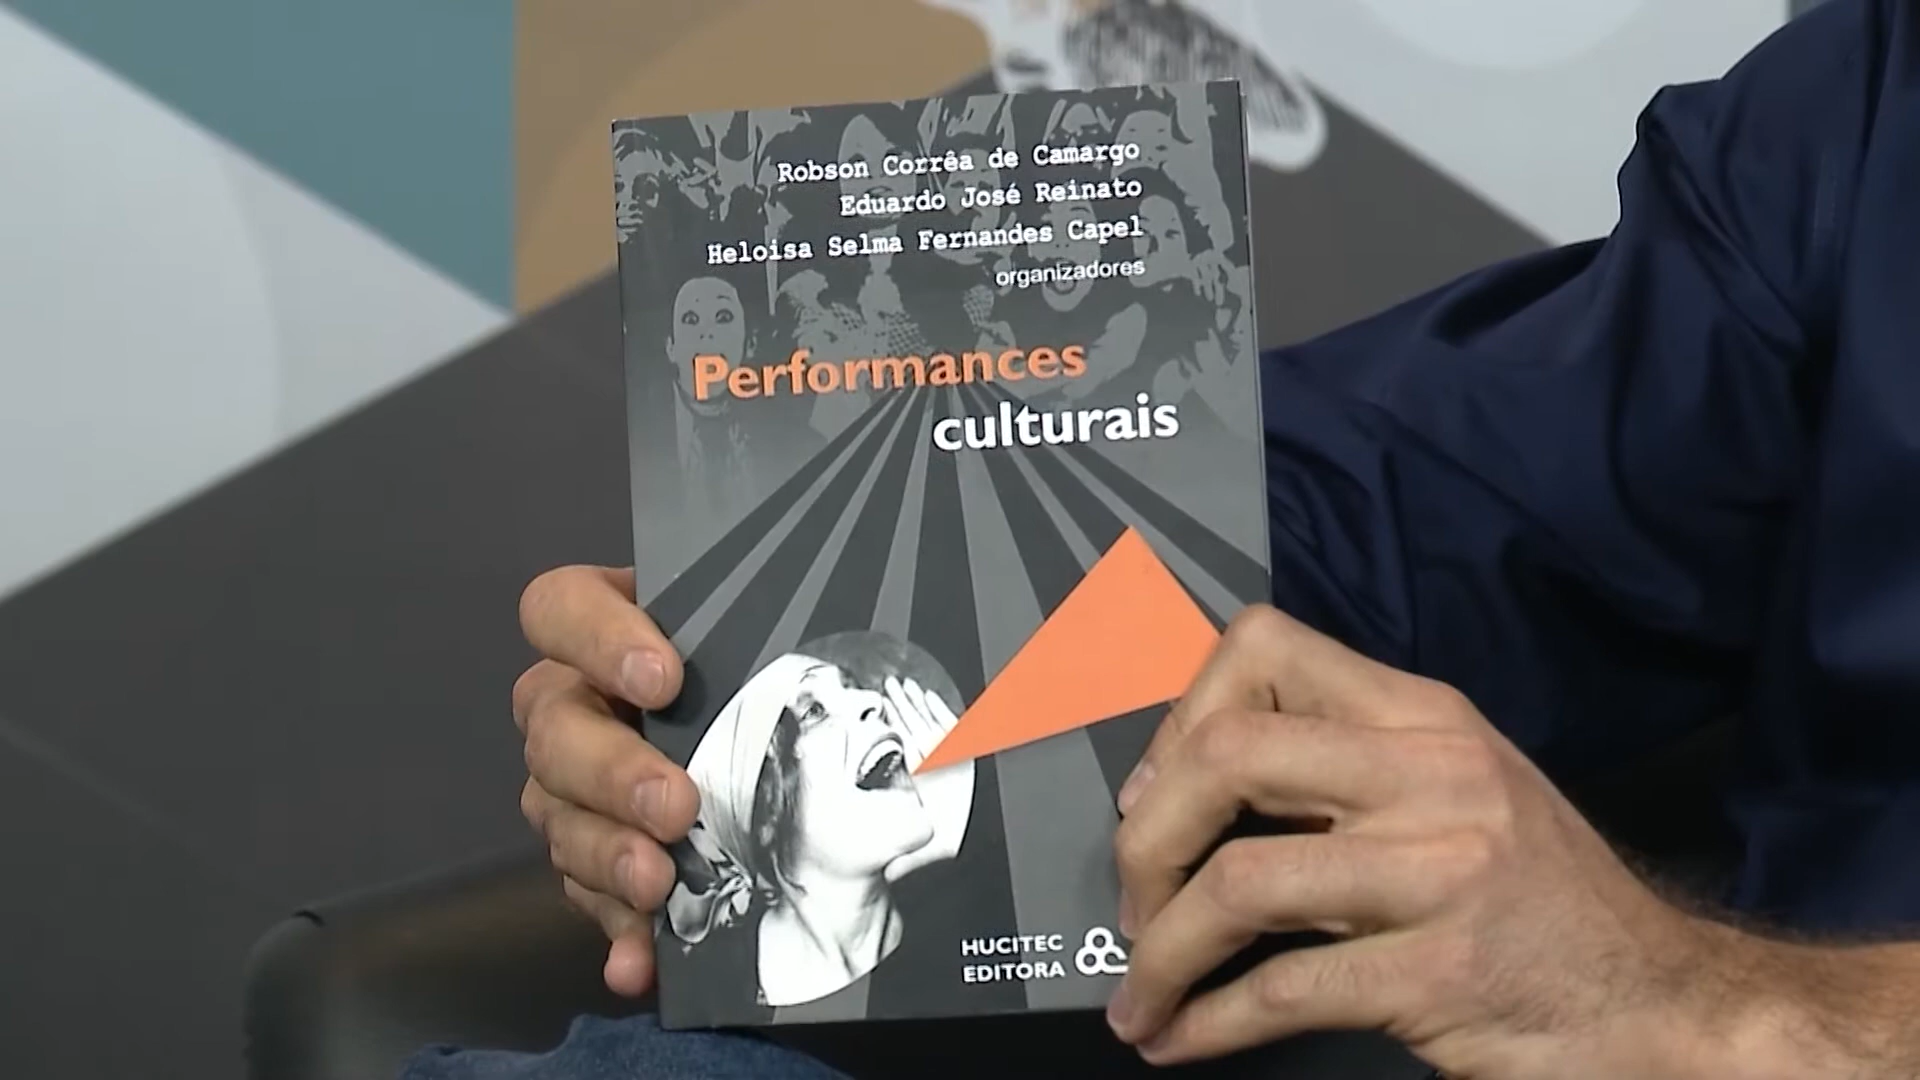 Robson Corrêa de Camargo
Eduardo José Reinato
Heloisa Selma Fernandes Capel
organizadores
Performances
culturais
HUCITEC
EDITORA